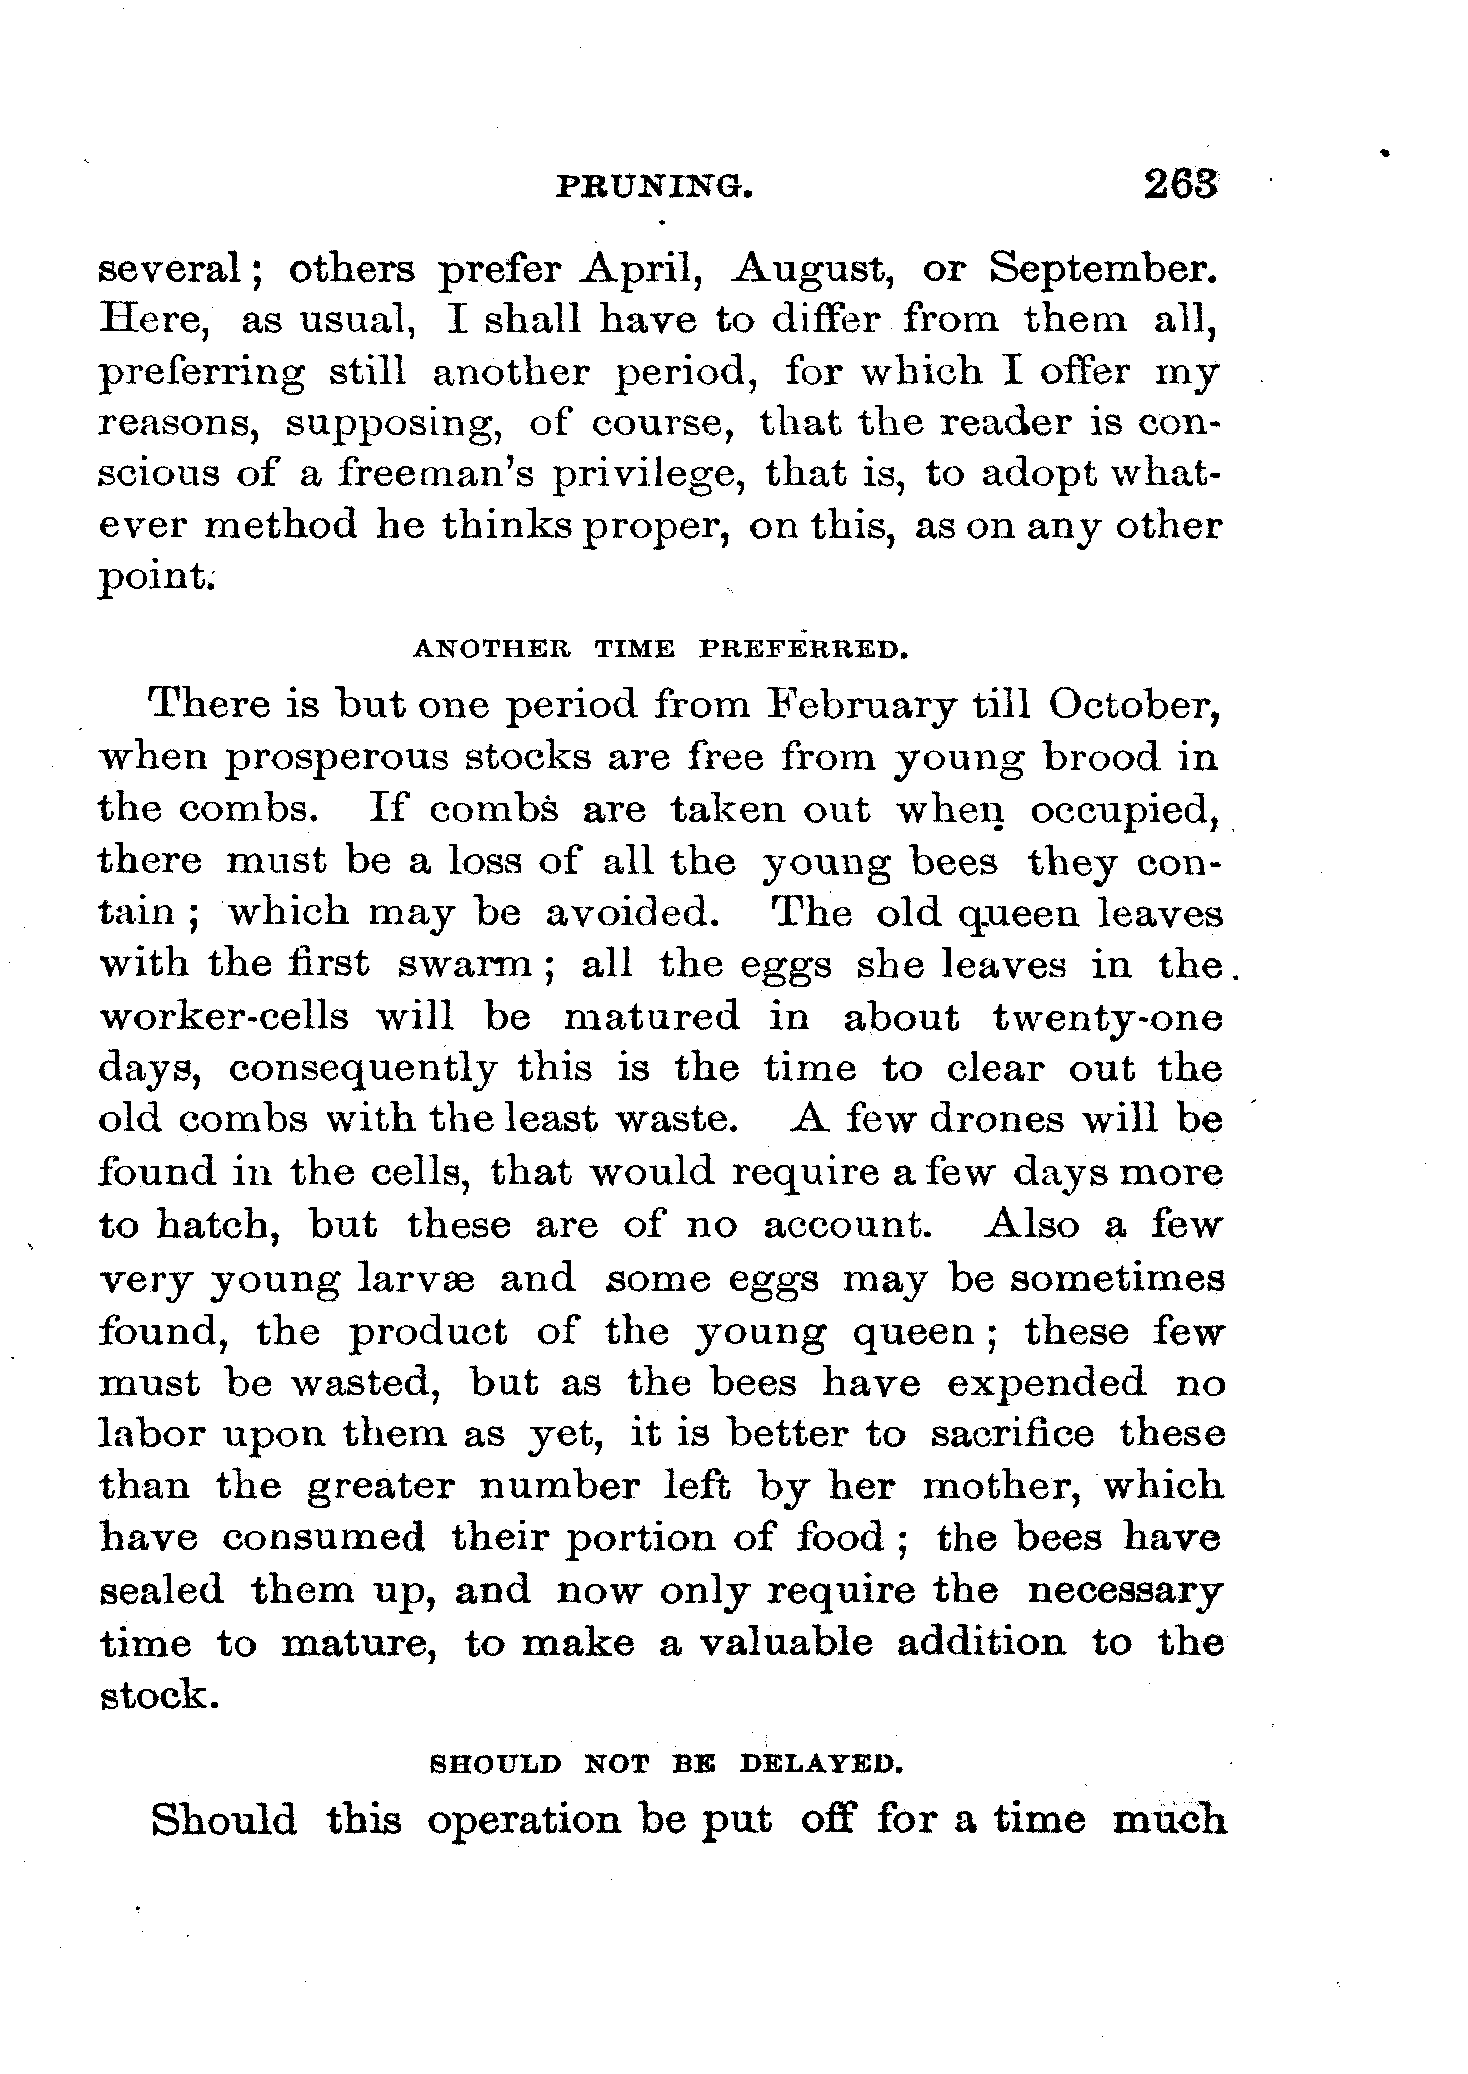 PRUNING. 263
several; others prefer April, August, or September.
Here, as usual, I shall have to differ from them all,
preferring still another period, for which I offer my
reasons, supposing, of course, that the reader is con-
scious of a freeman's privilege, that is, to adopt what-
ever method he thinks proper, on this, as on any other
point.
ANOTHER TIME PREFERRED.
There is but one period from February till October,
when prosperous stocks are free from young brood in
the combs. If combs are taken out when occupied,
there must be a loss of all the young bees they con-
tain; which may be avoided. The old queen leaves
with the first swarm; all the eggs she leaves in the
worker-cells will be matured in about twenty-one
days, consequently this is the time to clear out the
old combs with the least waste. A few drones will be
found in the cells, that would require a few days more
to hatch, but these are of no account. Also a few
very young larvæ and some eggs may be sometimes
found, the product of the young queen; these few
must be wasted, but as the bees have expended no
labor upon them as yet, it is better to sacrifice these
than the greater number left by her mother, which
have consumed their portion of food; the bees have
sealed them up, and now only require the necessary
time to mature, to make a valuable addition to the
stock.
SHOULD NOT BE DELAYED.
Should this operation be put off for a time much